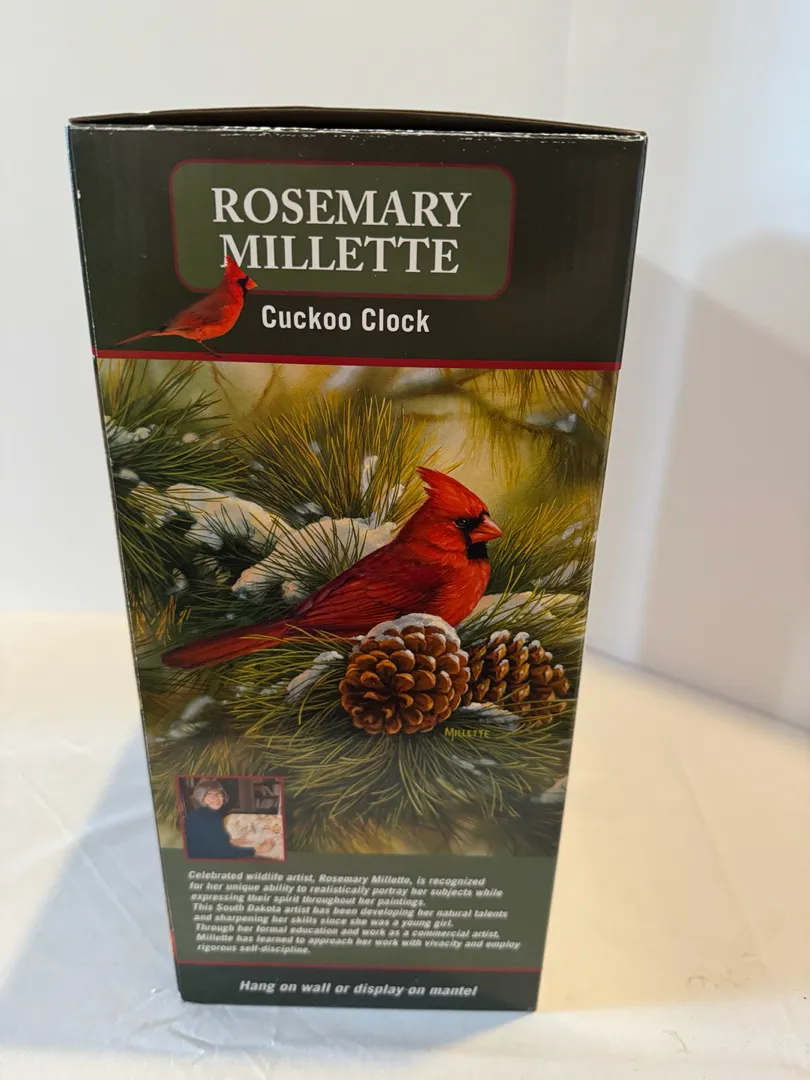 ROSEMARY
MILLETTE
Cuckoo Clock
MILLETTE
Celebrated wildlife artist, Rosemary Millette, is recognized
for her unique ability to realistically portray her subjects while
expressing their spirit throughout her paintings.
This South Dakota artist has been developing her natural talents
and sharpening her skills since she was a young girl.
Through her formal education and work as a commercial artist,
Millette has learned to approach her work with vivacity and employ
rigorous self-discipline.
Hang on wall or display on mantel